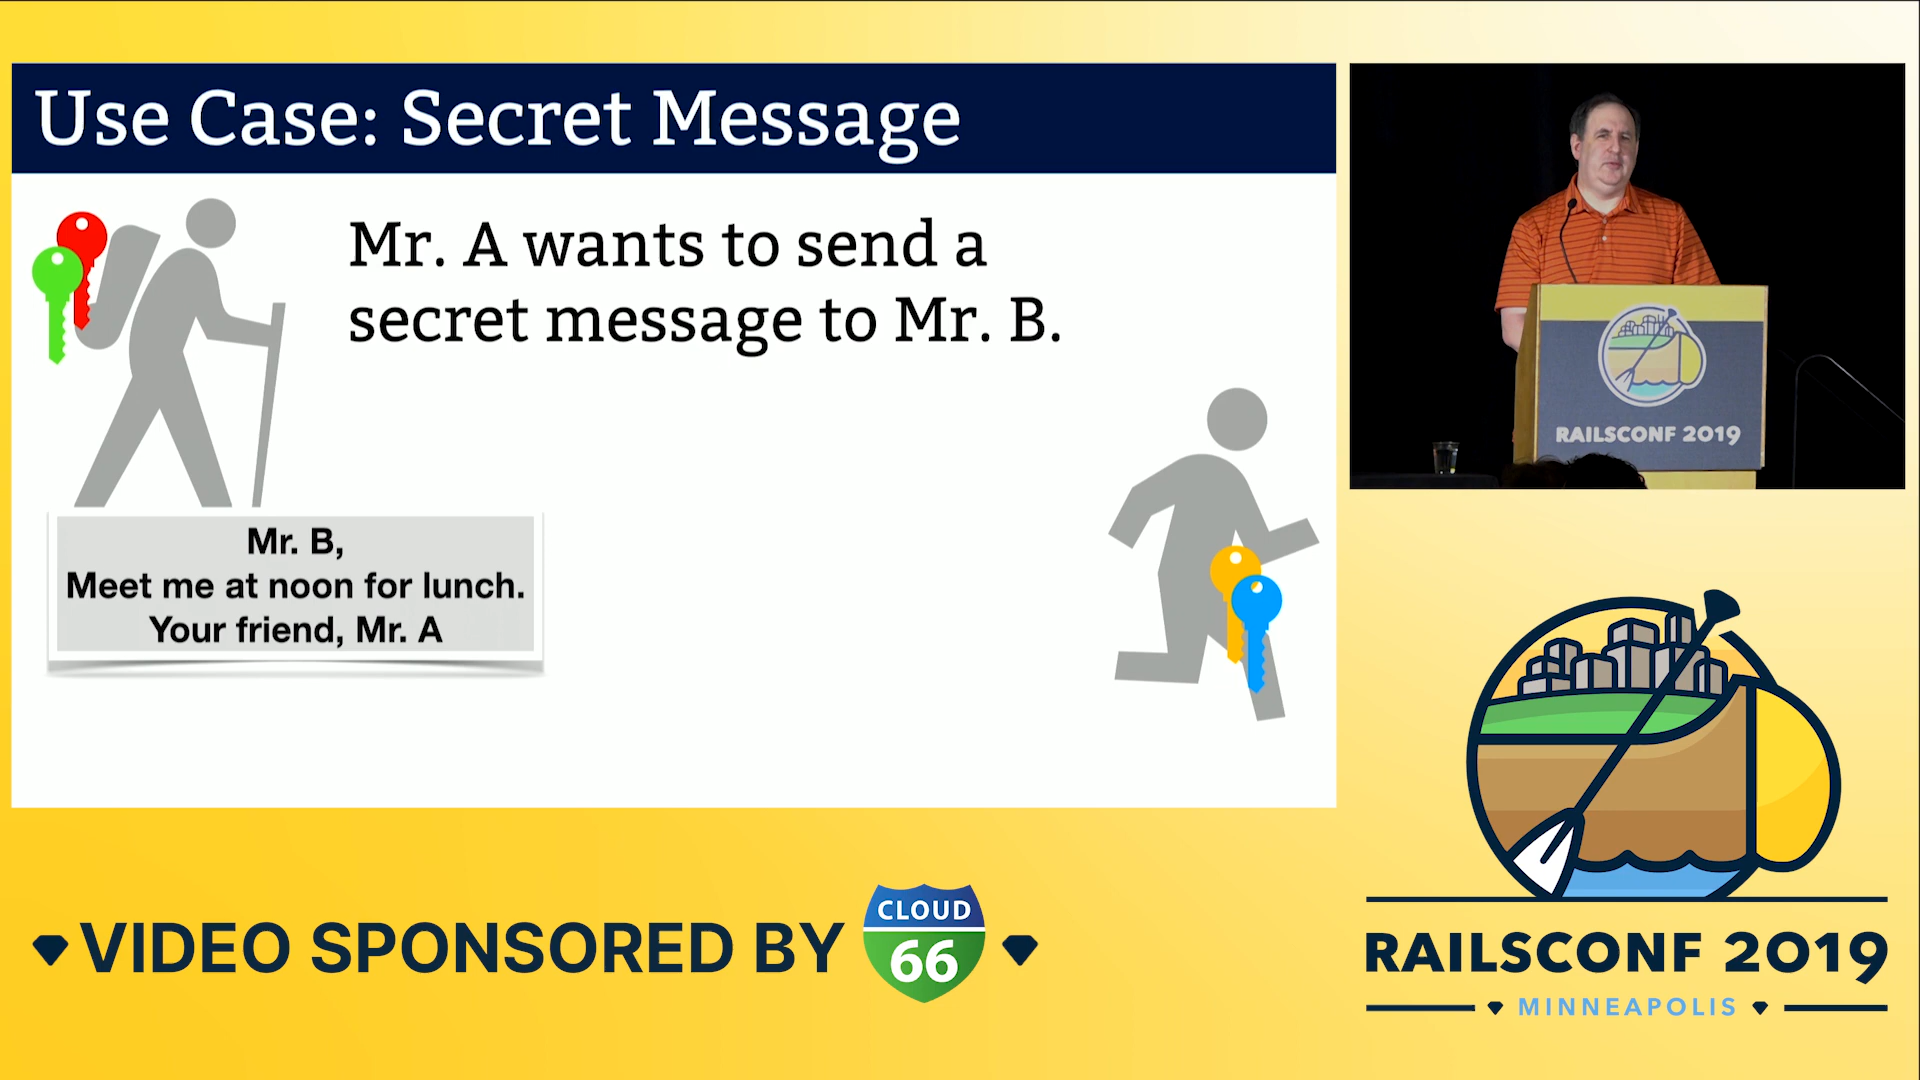 Use Case: Secret Message
Mr. A wants to send a
secret message to Mr. B.
Mr. B,
Meet me at noon for lunch.
Your friend, Mr. A
RAILSCONF 2019
VIDEO SPONSORED BY
CLOUD
66
RAILSCONF 2019
MINNEAPOLIS